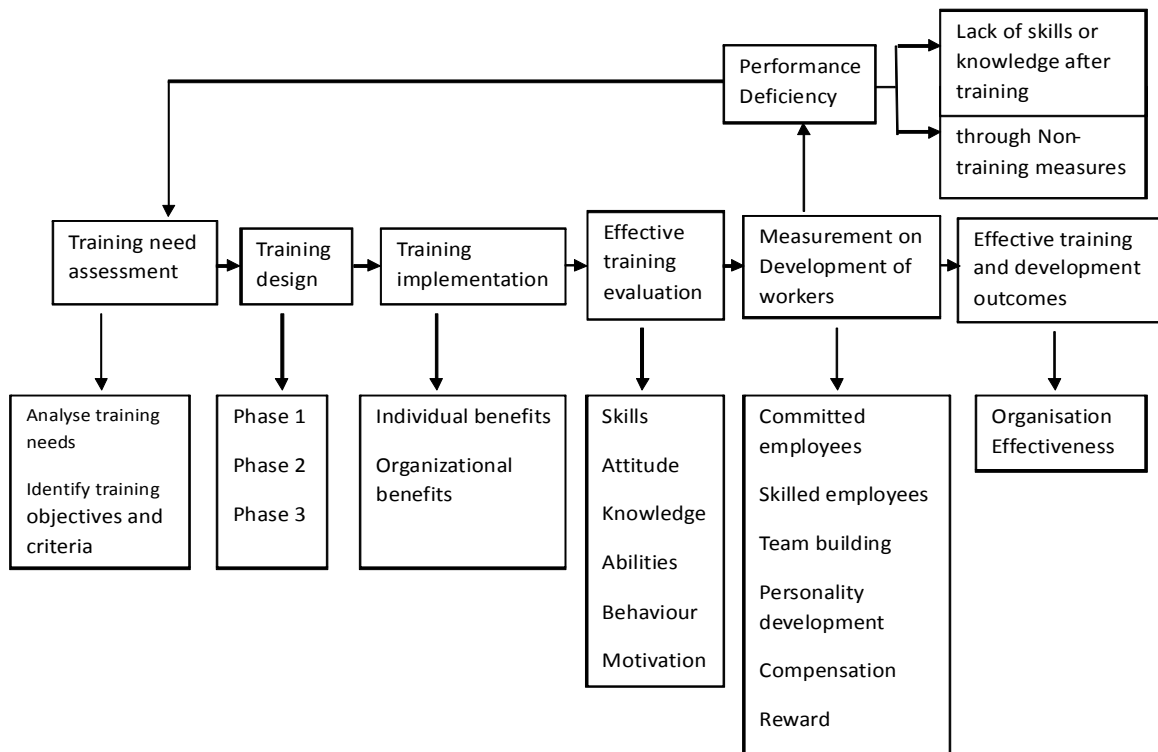 Performance
Deficiency
Lack of skills or
knowledge after
training
through Non-
training measures
Training need
assessment
Training
design
Training
implementation
Effective
training
evaluation
Measurement on
Development of
workers
Effective training
and development
outcomes
Analyse training
needs
Identify training
objectives and
criteria
Phase 1
Phase 2
Phase 3
Individual benefits
Organizational
benefits
Skills
Attitude
Knowledge
Abilities
Behaviour
Motivation
Committed
employees
Skilled employees
Team building
Personality
development
Compensation
Reward
Organisation
Effectiveness